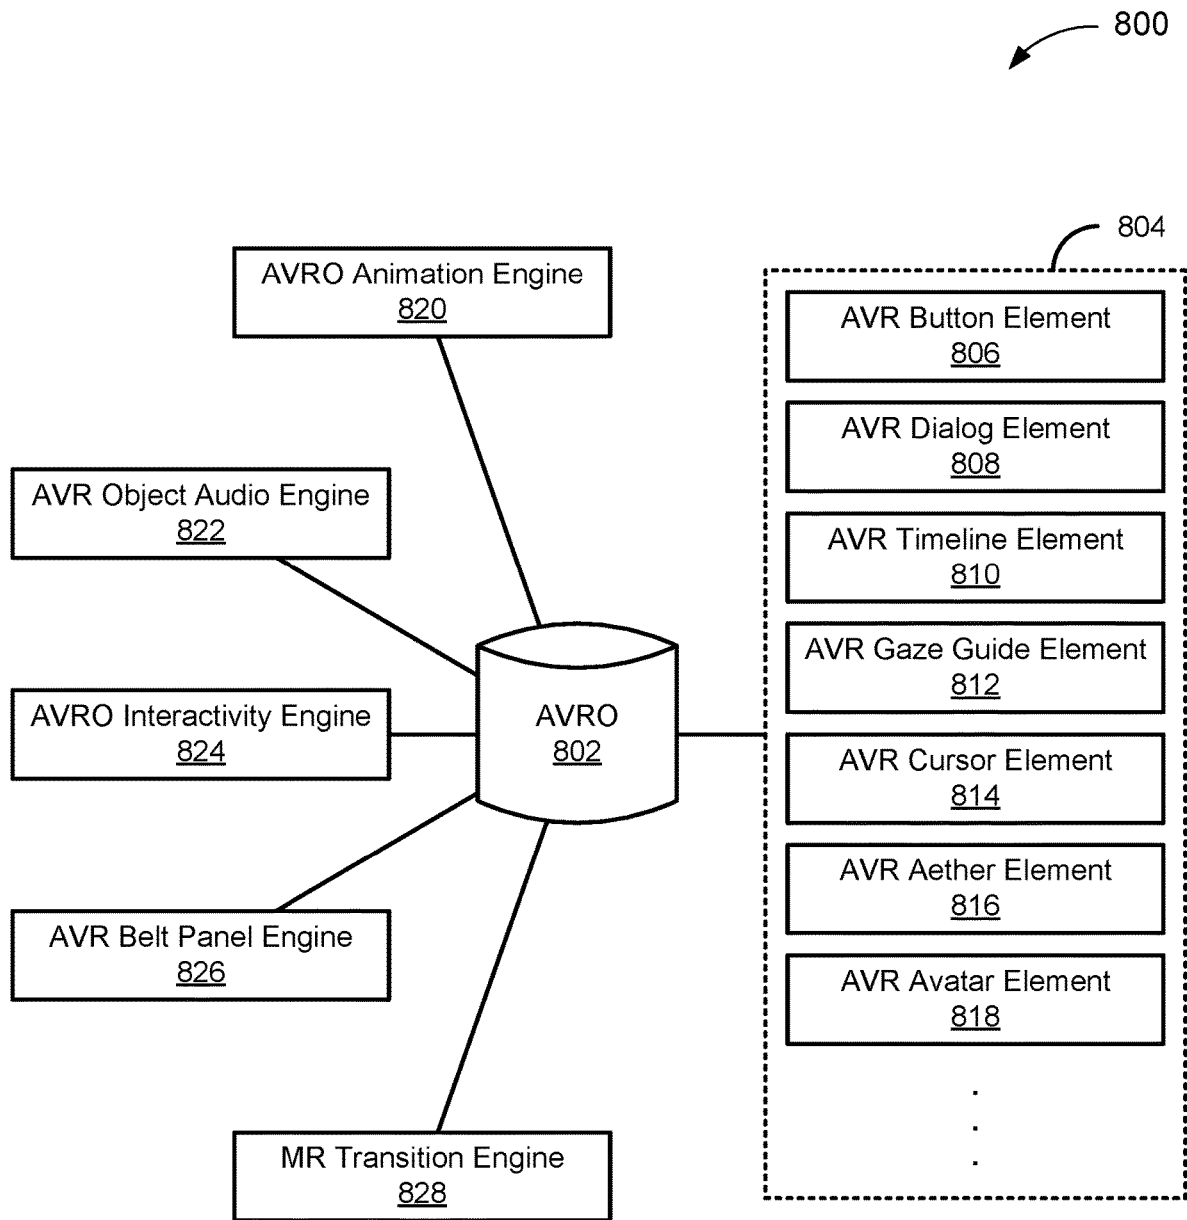 800
804
AVRO Animation Engine
820
AVR Object Audio Engine
822
AVRO Interactivity Engine
824
AVR Belt Panel Engine
826
MR Transition Engine
828
AVRO
802
AVR Button Element
806
AVR Dialog Element
808
AVR Timeline Element
810
AVR Gaze Guide Element
812
AVR Cursor Element
814
AVR Aether Element
816
AVR Avatar Element
818
.
.
.